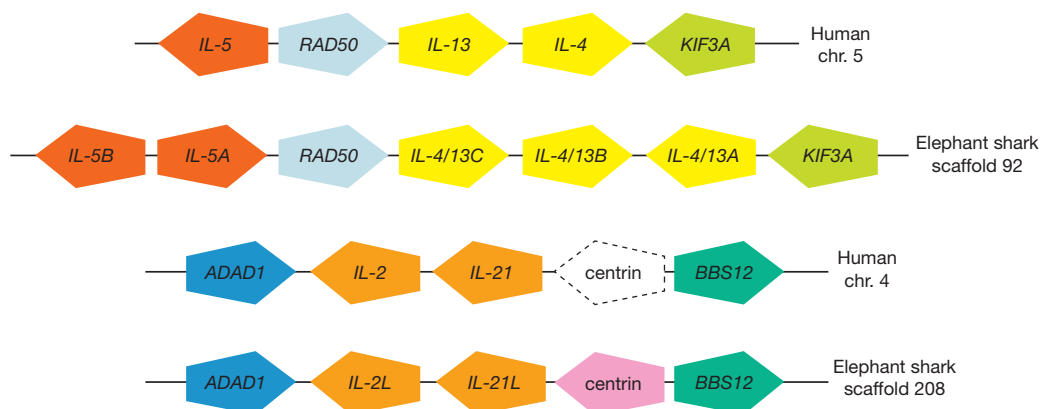 IL-5 RAD50 IL-13 IL-4 KIF3A Human
chr. 5
IL-5B IL-5A RAD50 IL-4/13C IL-4/13B IL-4/13A KIF3A Elephant shark
scaffold 92
ADAD1 IL-2 IL-21 centrin BBS12 Human
chr. 4
ADAD1 IL-2L IL-21L centrin BBS12 Elephant shark
scaffold 208